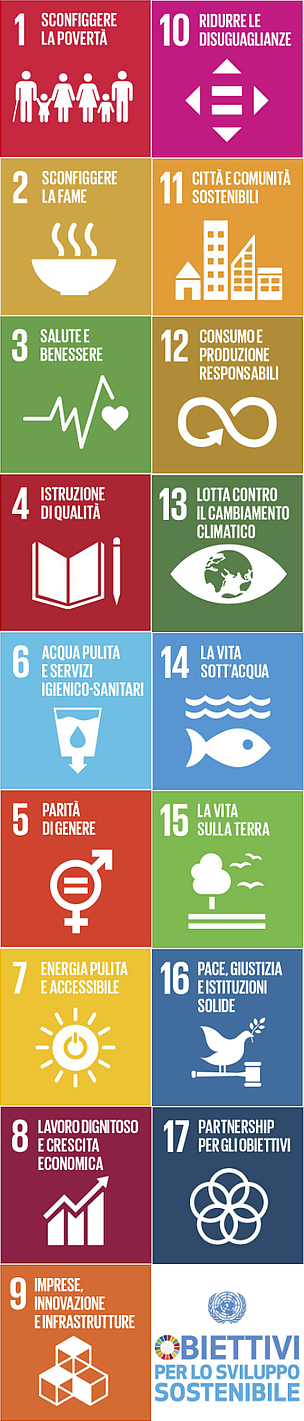 1 SCONFIGGERE
LA POVERTÀ
2 SCONFIGGERE
LA FAME
3 SALUTE E
BENESSERE
4 ISTRUZIONE
DI QUALITÀ
6 ACQUA PULITA
E SERVIZI
IGIENICO-SANITARI
5 PARITÀ
DI GENERE
7 ENERGIA PULITA
E ACCESSIBILE
8 LAVORO DIGNITOSO
E CRESCITA
ECONOMICA
9 IMPRESE,
INNOVAZIONE
E INFRASTRUTTURE
10 RIDURRE LE
DISUGUAGLIANZE
11 CITTÀ E COMUNITÀ
SOSTENIBILI
12 CONSUMO E
PRODUZIONE
RESPONSABILI
13 LOTTA CONTRO
IL CAMBIAMENTO
CLIMATICO
14 LA VITA
SOTT'ACQUA
15 LA VITA
SULLA TERRA
16 PACE, GIUSTIZIA
E ISTITUZIONI
SOLIDE
17 PARTNERSHIP
PER GLI OBIETTIVI
OBIETTIVI
PER LO SVILUPPO
SOSTENIBILE